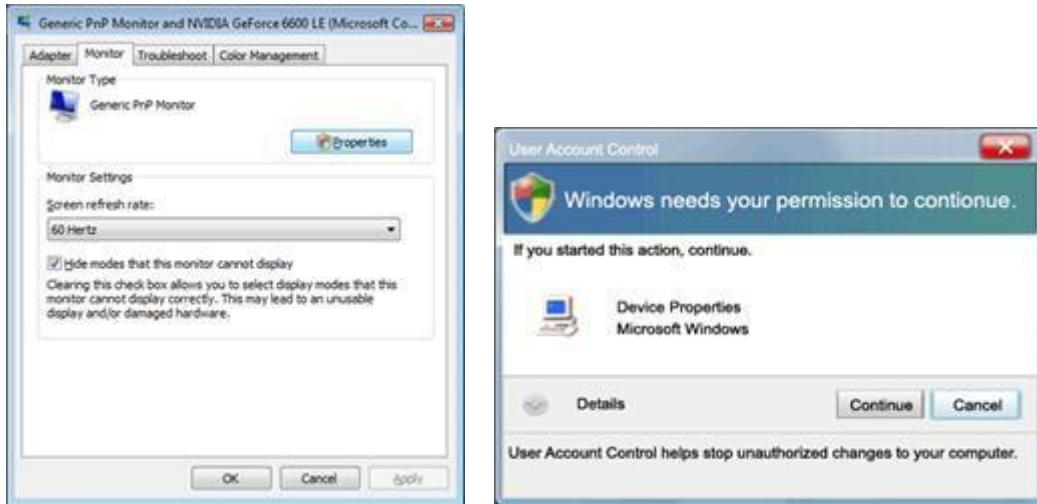 Generic PnP Monitor and NVIDIA GeForce 6600 LE (Microsoft Co...
Adapter Monitor Troubleshoot Color Management
Monitor Type
Generic PnP Monitor
Properties
Monitor Settings
Screen refresh rate:
60 Hertz
Hide modes that this monitor cannot display
Clearing this check box allows you to select display modes that this
monitor cannot display correctly. This may lead to an unusable
display and/or damaged hardware.
OK Cancel Apply
User Account Control
Windows needs your permission to contionue.
If you started this action, continue.
Device Properties
Microsoft Windows
Details Continue Cancel
User Account Control helps stop unauthorized changes to your computer.